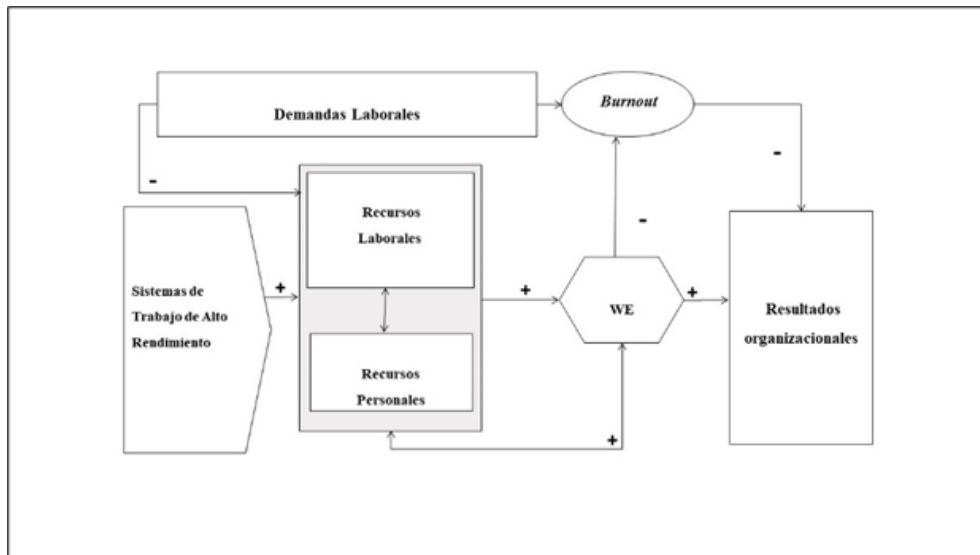 Demandas Laborales
Burnout
-
-
Recursos
Laborales
-
Sistemas de
Trabajo de Alto
Rendimiento
+
+
WE
+
Resultados
organizacionales
Recursos
Personales
+